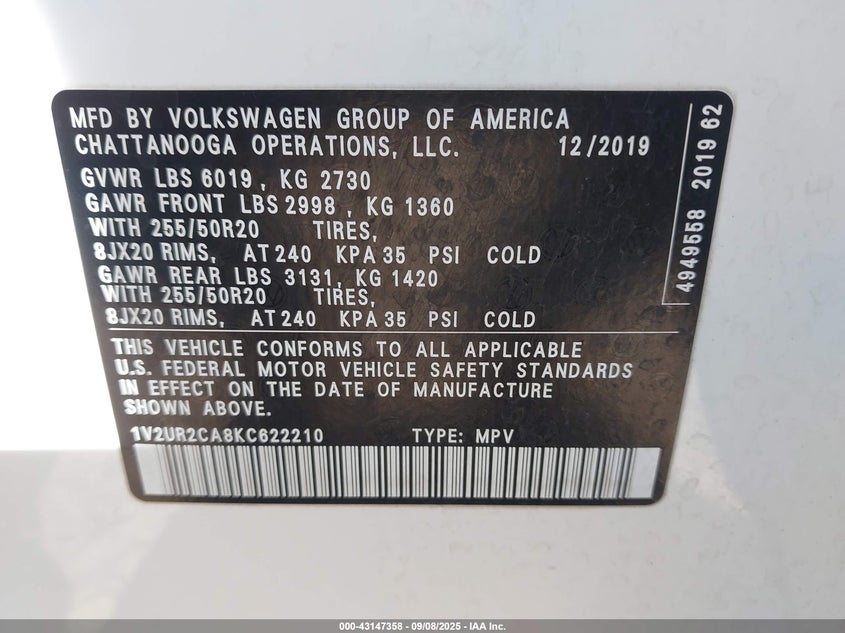 MFD BY VOLKSWAGEN GROUP OF AMERICA
CHATTANOOGA OPERATIONS, LLC. 12/2019
GVWR LBS 6019, KG 2730
GAWR FRONT LBS 2998, KG 1360
WITH 255/50R20 TIRES,
8JX20 RIMS, AT 240 KPA 35 PSI COLD
GAWR REAR LBS 3131, KG 1420
WITH 255/50R20 TIRES,
8JX20 RIMS, AT 240 KPA 35 PSI COLD
THIS VEHICLE CONFORMS TO ALL APPLICABLE
U.S. FEDERAL MOTOR VEHICLE SAFETY STANDARDS
IN EFFECT ON THE DATE OF MANUFACTURE
SHOWN ABOVE.
1V2UR2CA8KC622210 TYPE: MPV
4949558 2019 62
000-43147358 - 09/08/2025 - IAA Inc.